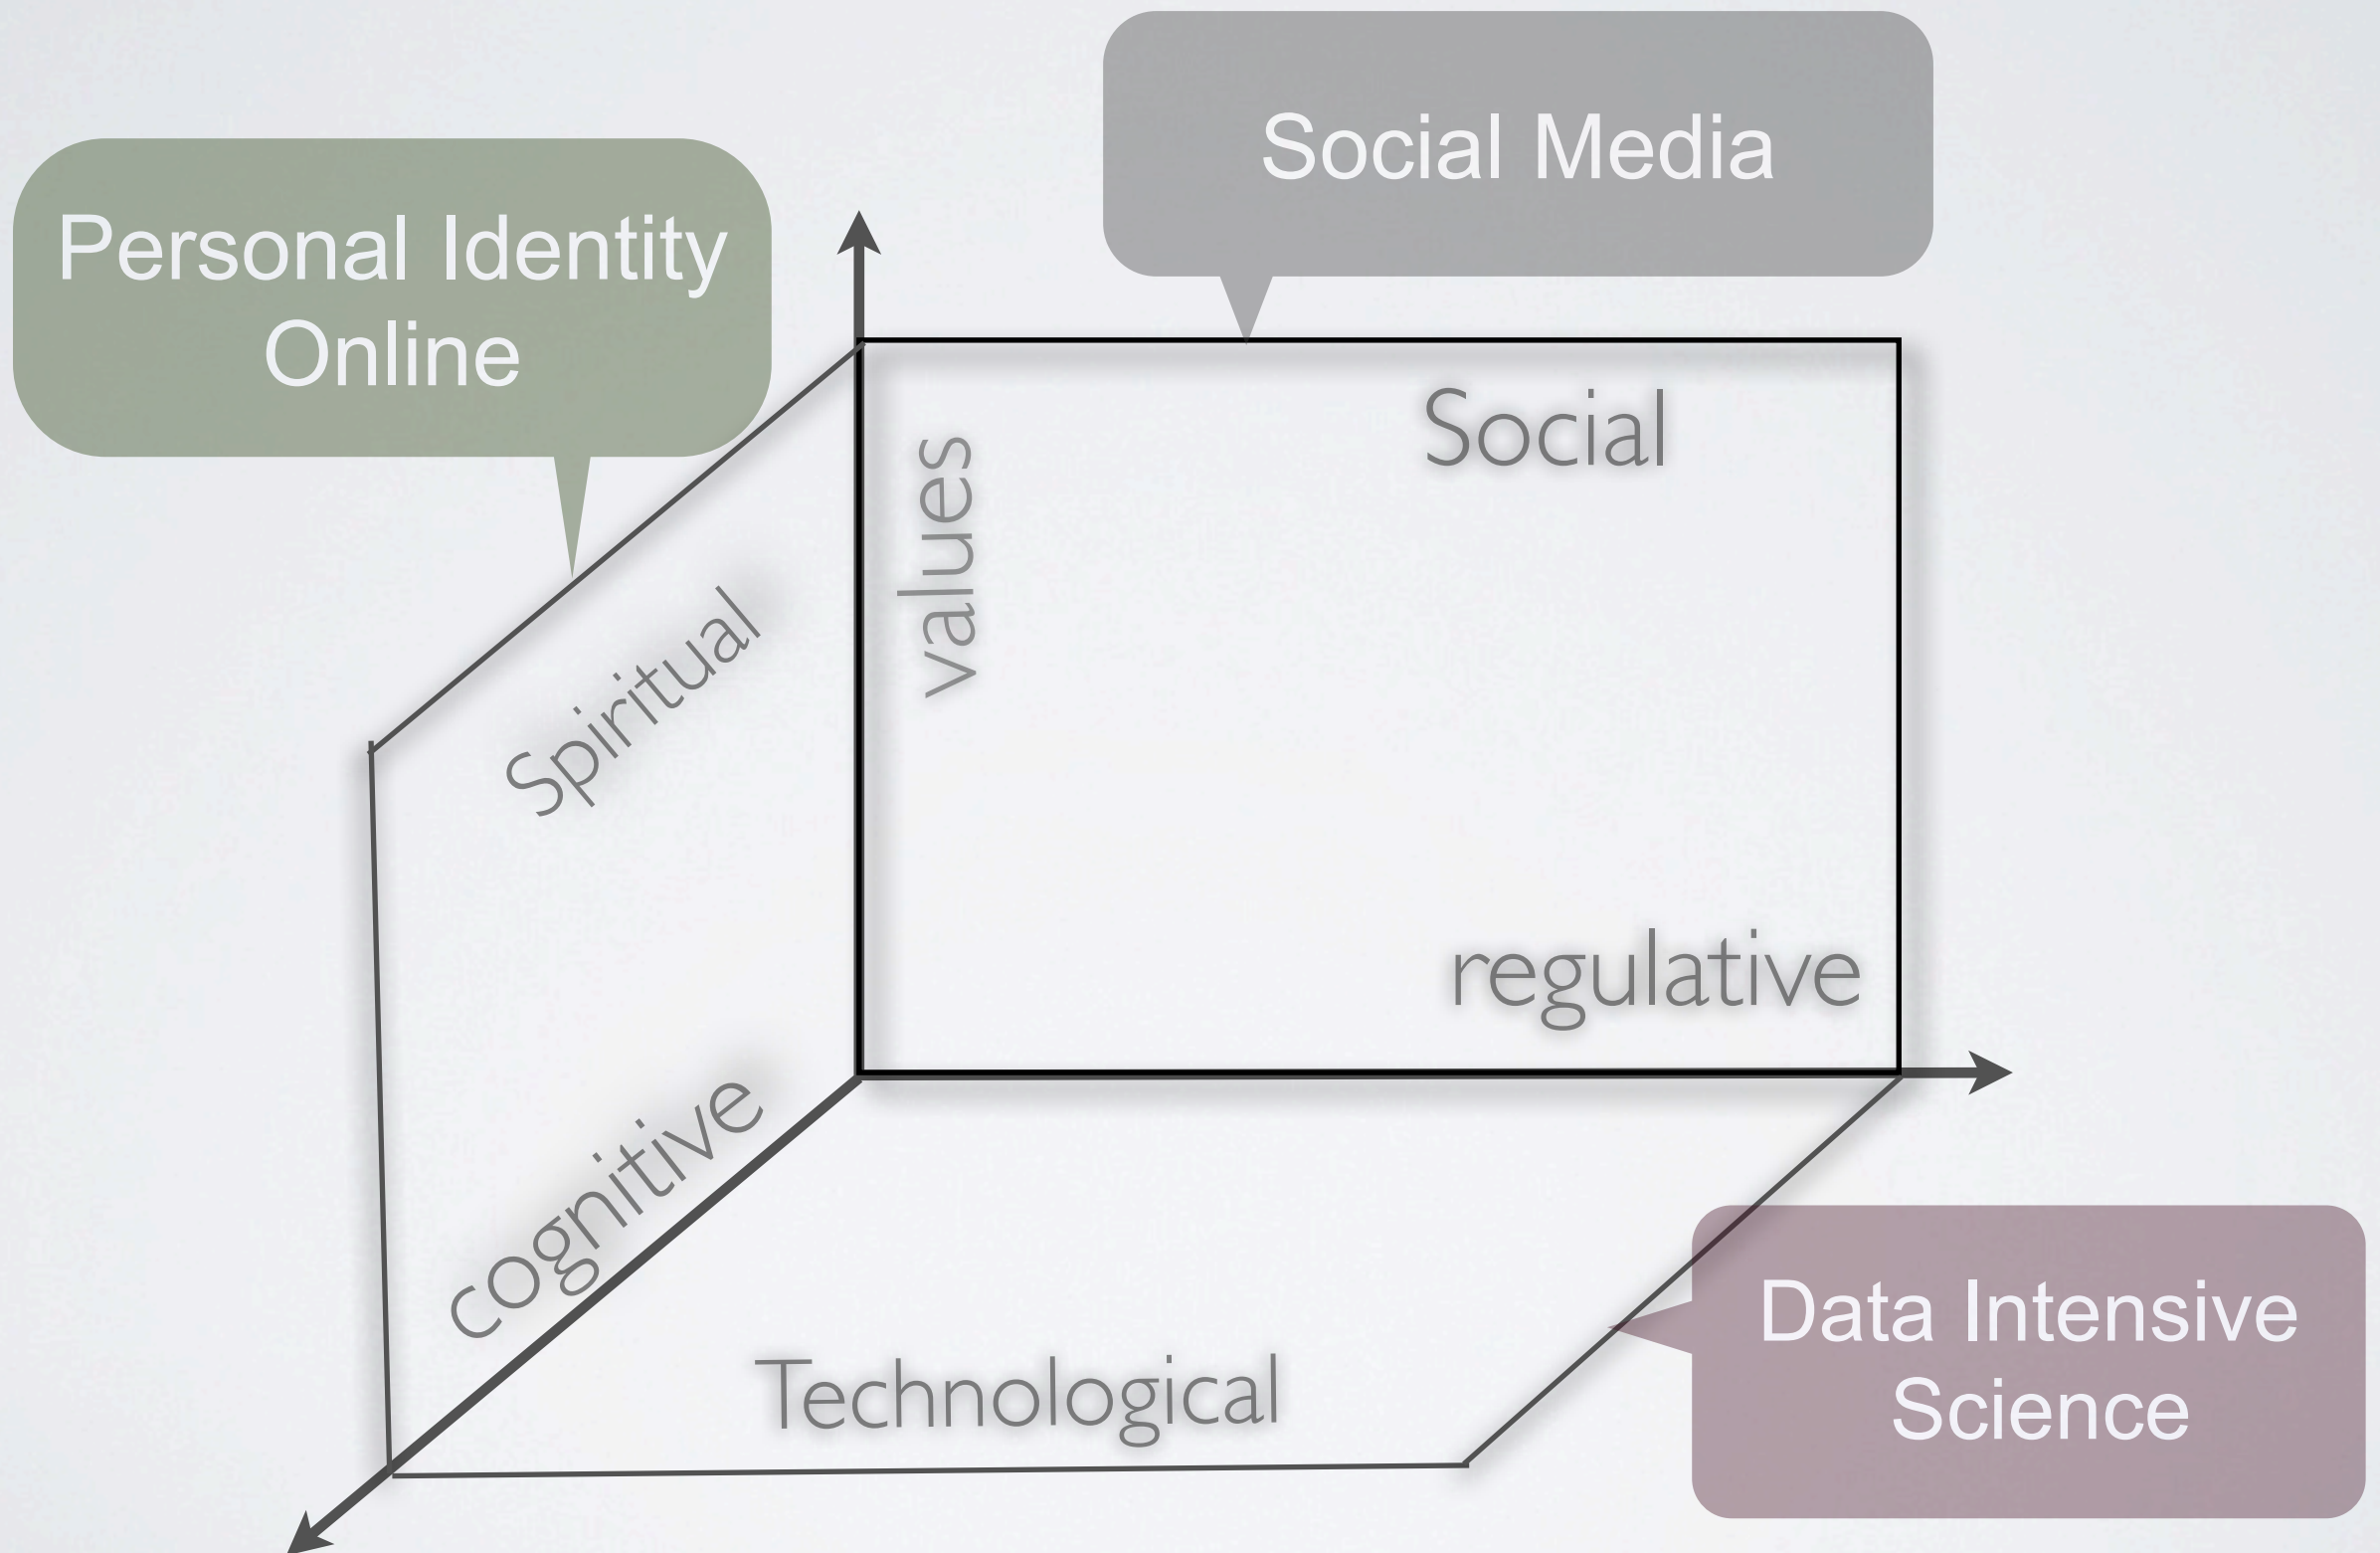 Social Media
Personal Identity
Online
Social
values
Spiritual
regulative
cognitive
Technological
Data Intensive
Science